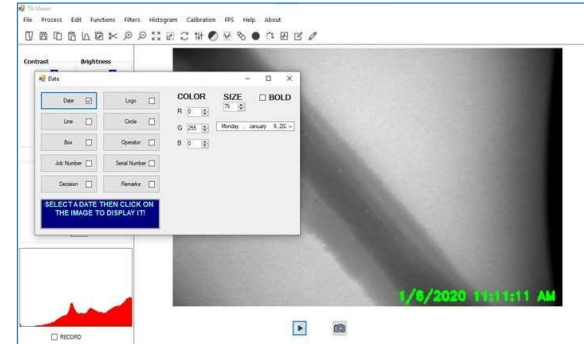 TX-Vision
File Process Edit Functions Filters Histogram Calibration FPS Help About
Contrast Brightness
Date
Date Logo
Line Circle
Box Operator
Job Number Serial Number
Decision Remarks
SELECT A DATE THEN CLICK ON
THE IMAGE TO DISPLAY IT!
COLOR SIZE BOLD
R 0 75
G 255 Monday , January 6, 202
B 0
1/6/2020 11:11:11 AM
RECORD